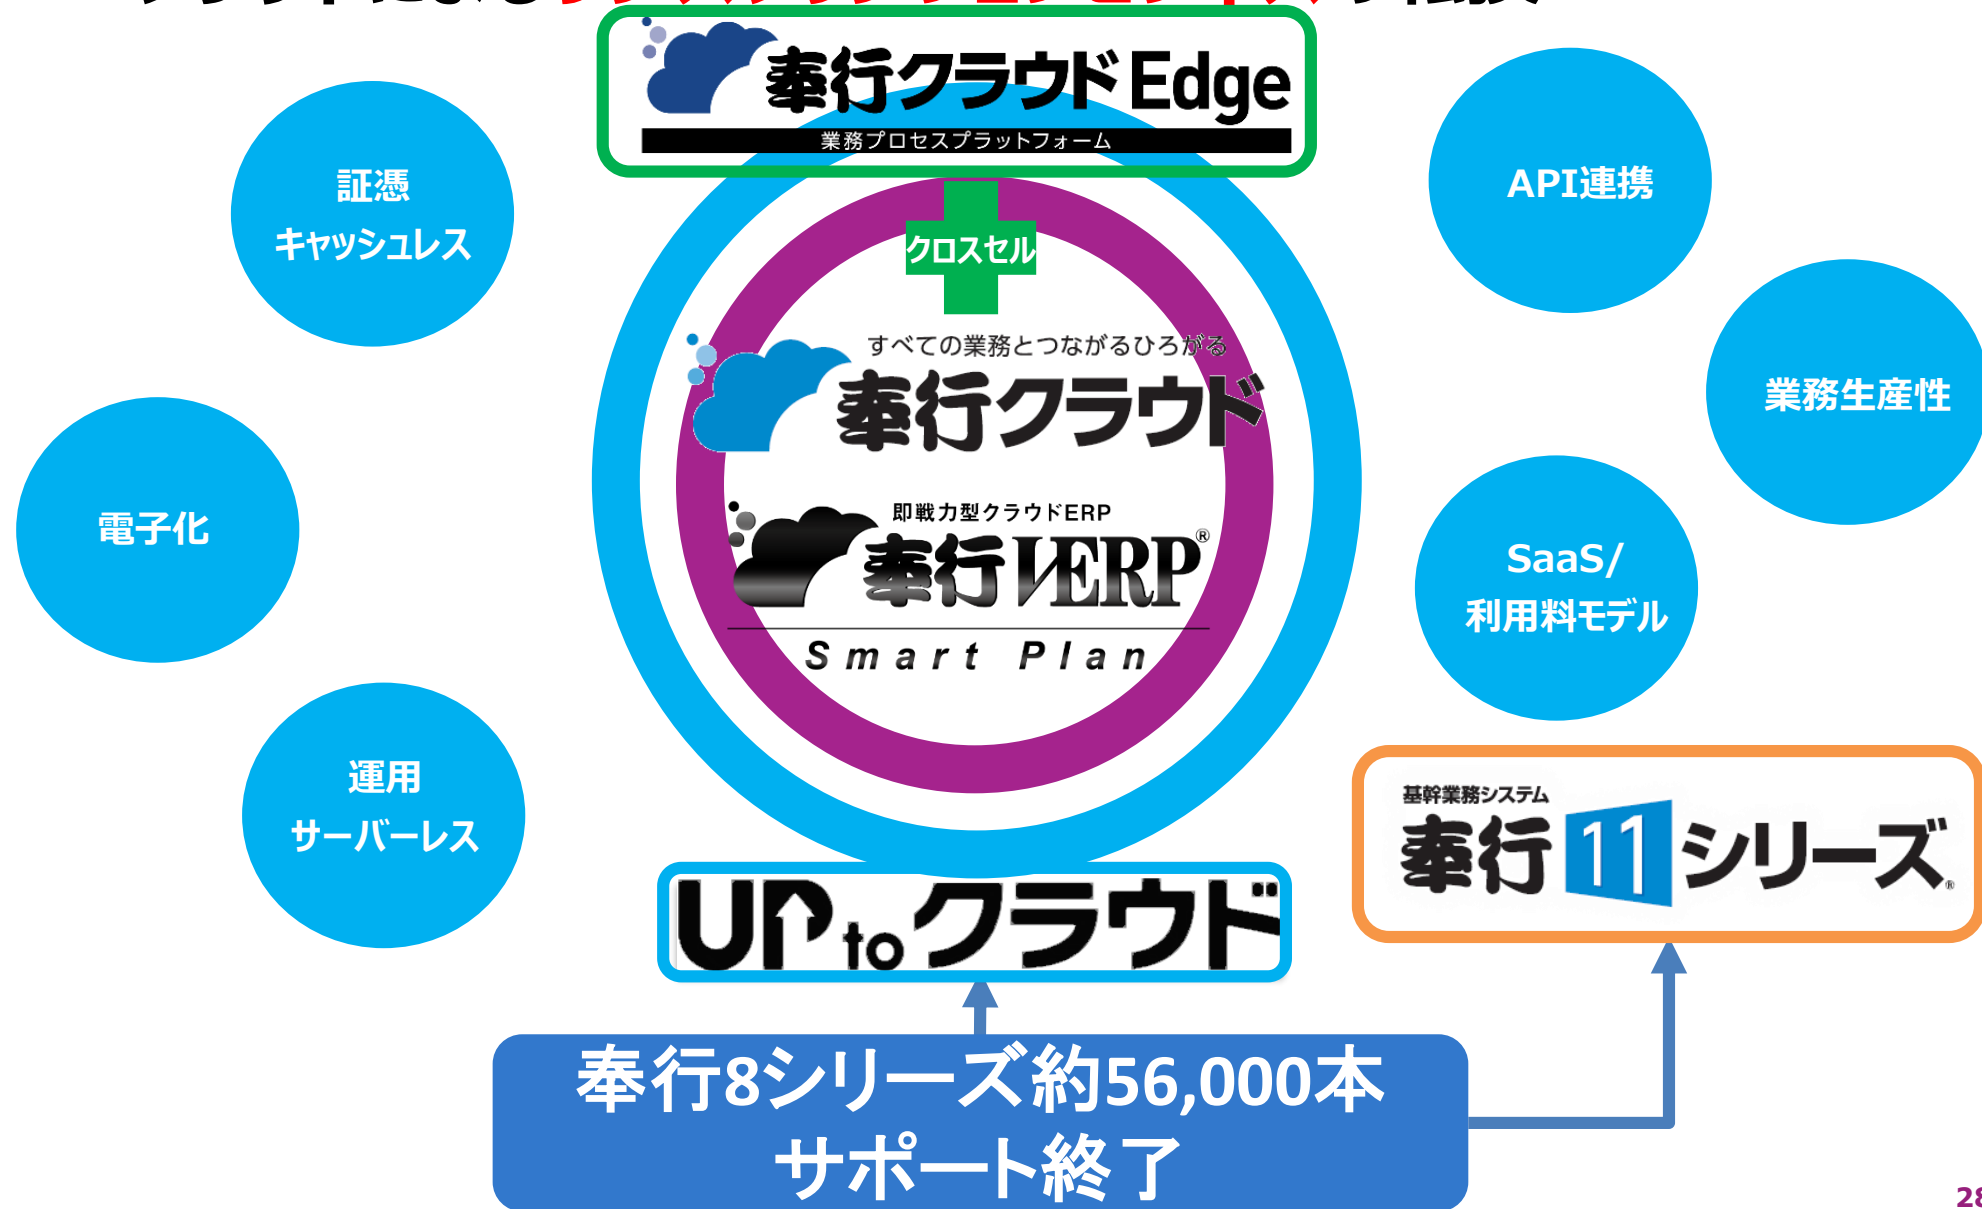 奉行クラウド Edge
業務プロセスプラットフォーム
証憑
キャッシュレス
API連携
クロスセル
すべての業務とつながるひろがる
奉行クラウド
業務生産性
電子化
即戦力型クラウドERP
奉行VERP®
Smart Plan
SaaS/
利用料モデル
運用
サーバーレス
基幹業務システム
奉行11シリーズ®
UPtoクラウド
奉行8シリーズ約56,000本
サポート終了
28